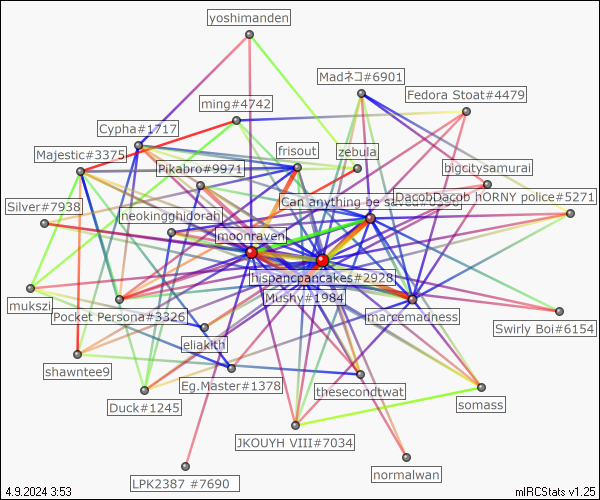 yoshimanden
Madネコ#6901
Fedora Stoat#4479
ming#4742
Cypha#1717
frisout
zebula
Majestic#3375
Pikabro#9971
bigcitysamurai
Can anything be saved?
DacobDacob hORNY police#5271
Silver#7938
neokingghidorah
moonraven
hispancpancakes#2928
Mushy#1984
mukszi
Pocket Persona#3326
marcemadness
Swirly Boi#6154
eliakith
shawntee9
Eg.Master#1378
thesecondtwat
somass
Duck#1245
JKOUYH VIII#7034
LPK2387 #7690
normalwan
4.9.2024 3:53
mIRCStats v1.25